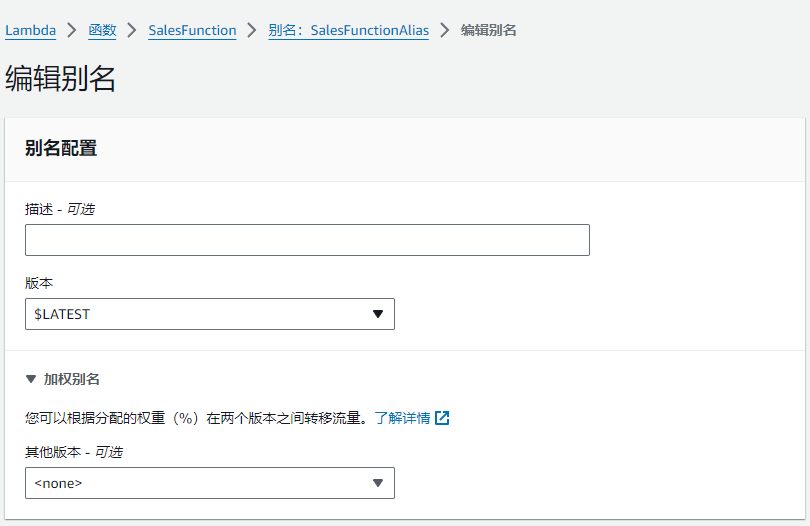 Lambda > 函数 > SalesFunction > 别名：SalesFunctionAlias > 编辑别名
编辑别名
别名配置
描述 - 可选
版本
$LATEST
加权别名
您可以根据分配的权重（%）在两个版本之间转移流量。了解详情
其他版本 - 可选
<none>